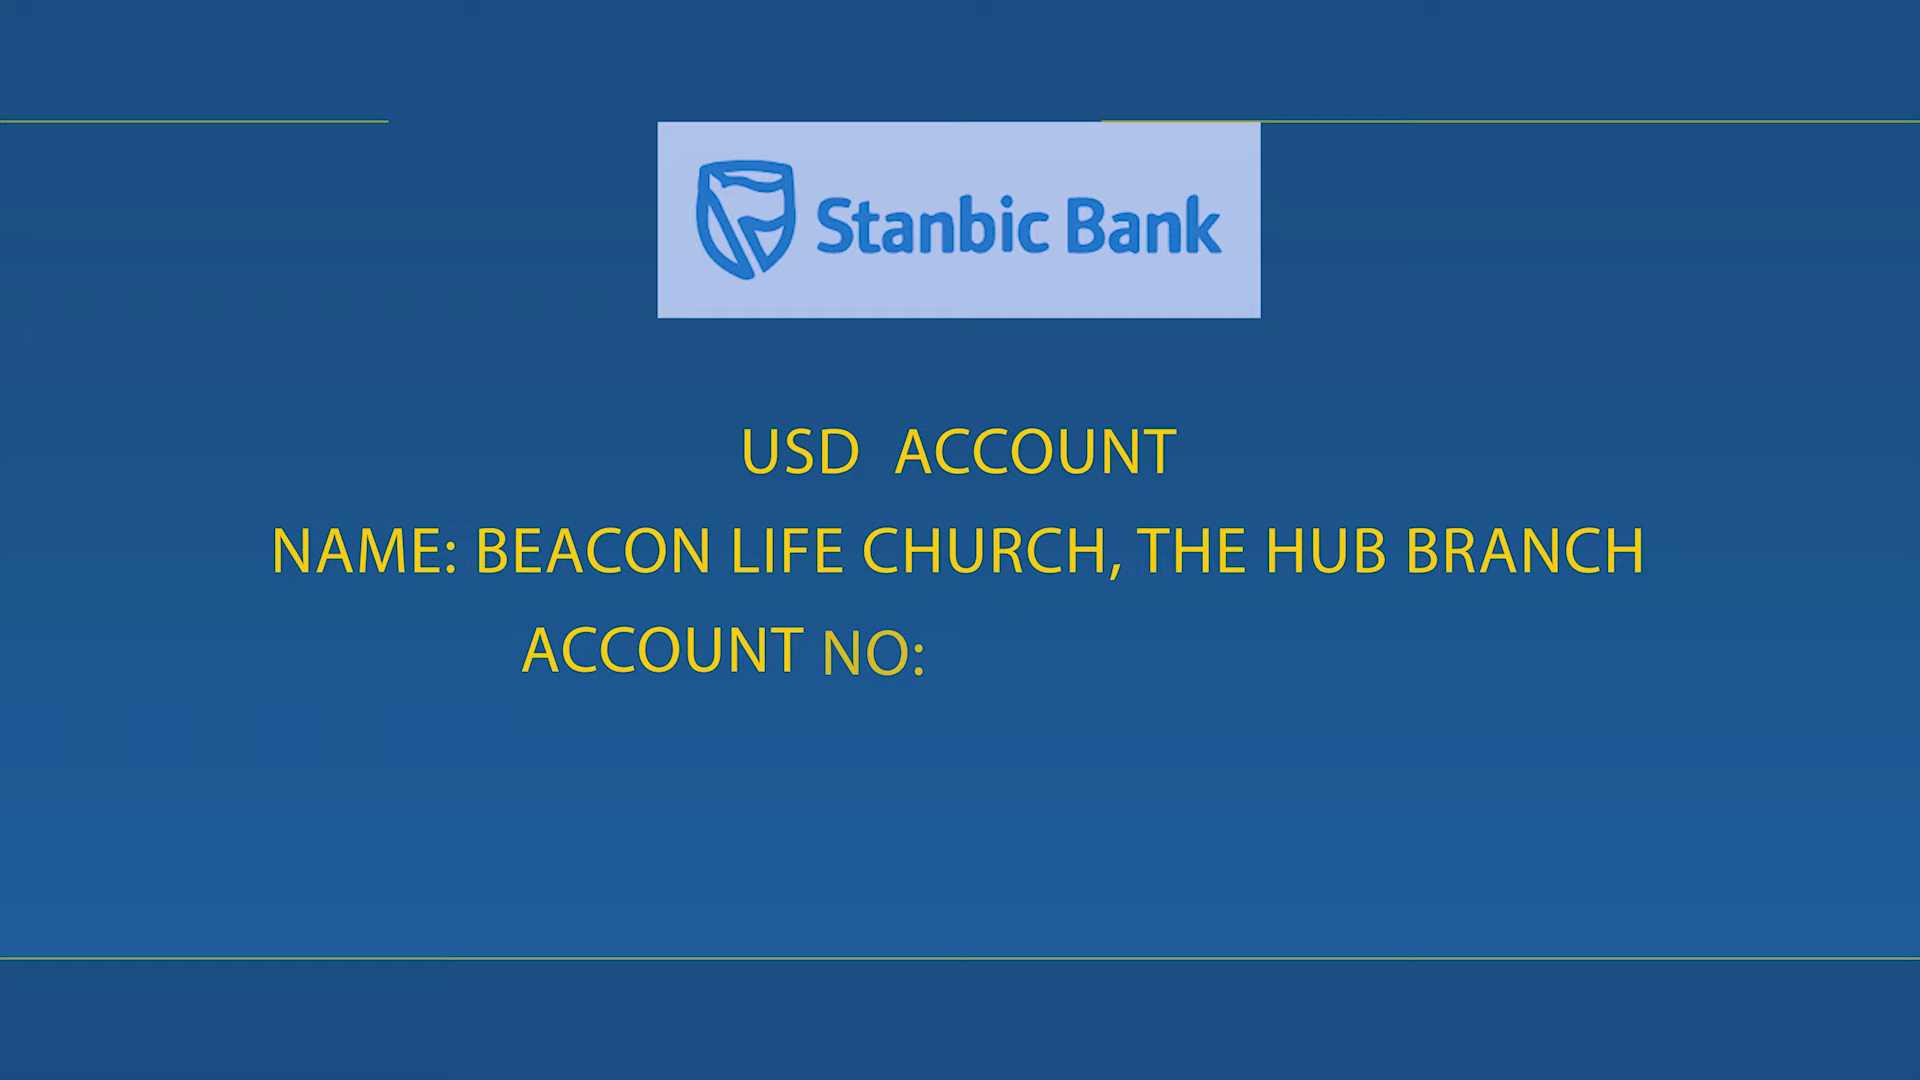 Stanbic Bank
USD ACCOUNT
NAME: BEACON LIFE CHURCH, THE HUB BRANCH
ACCOUNT NO: